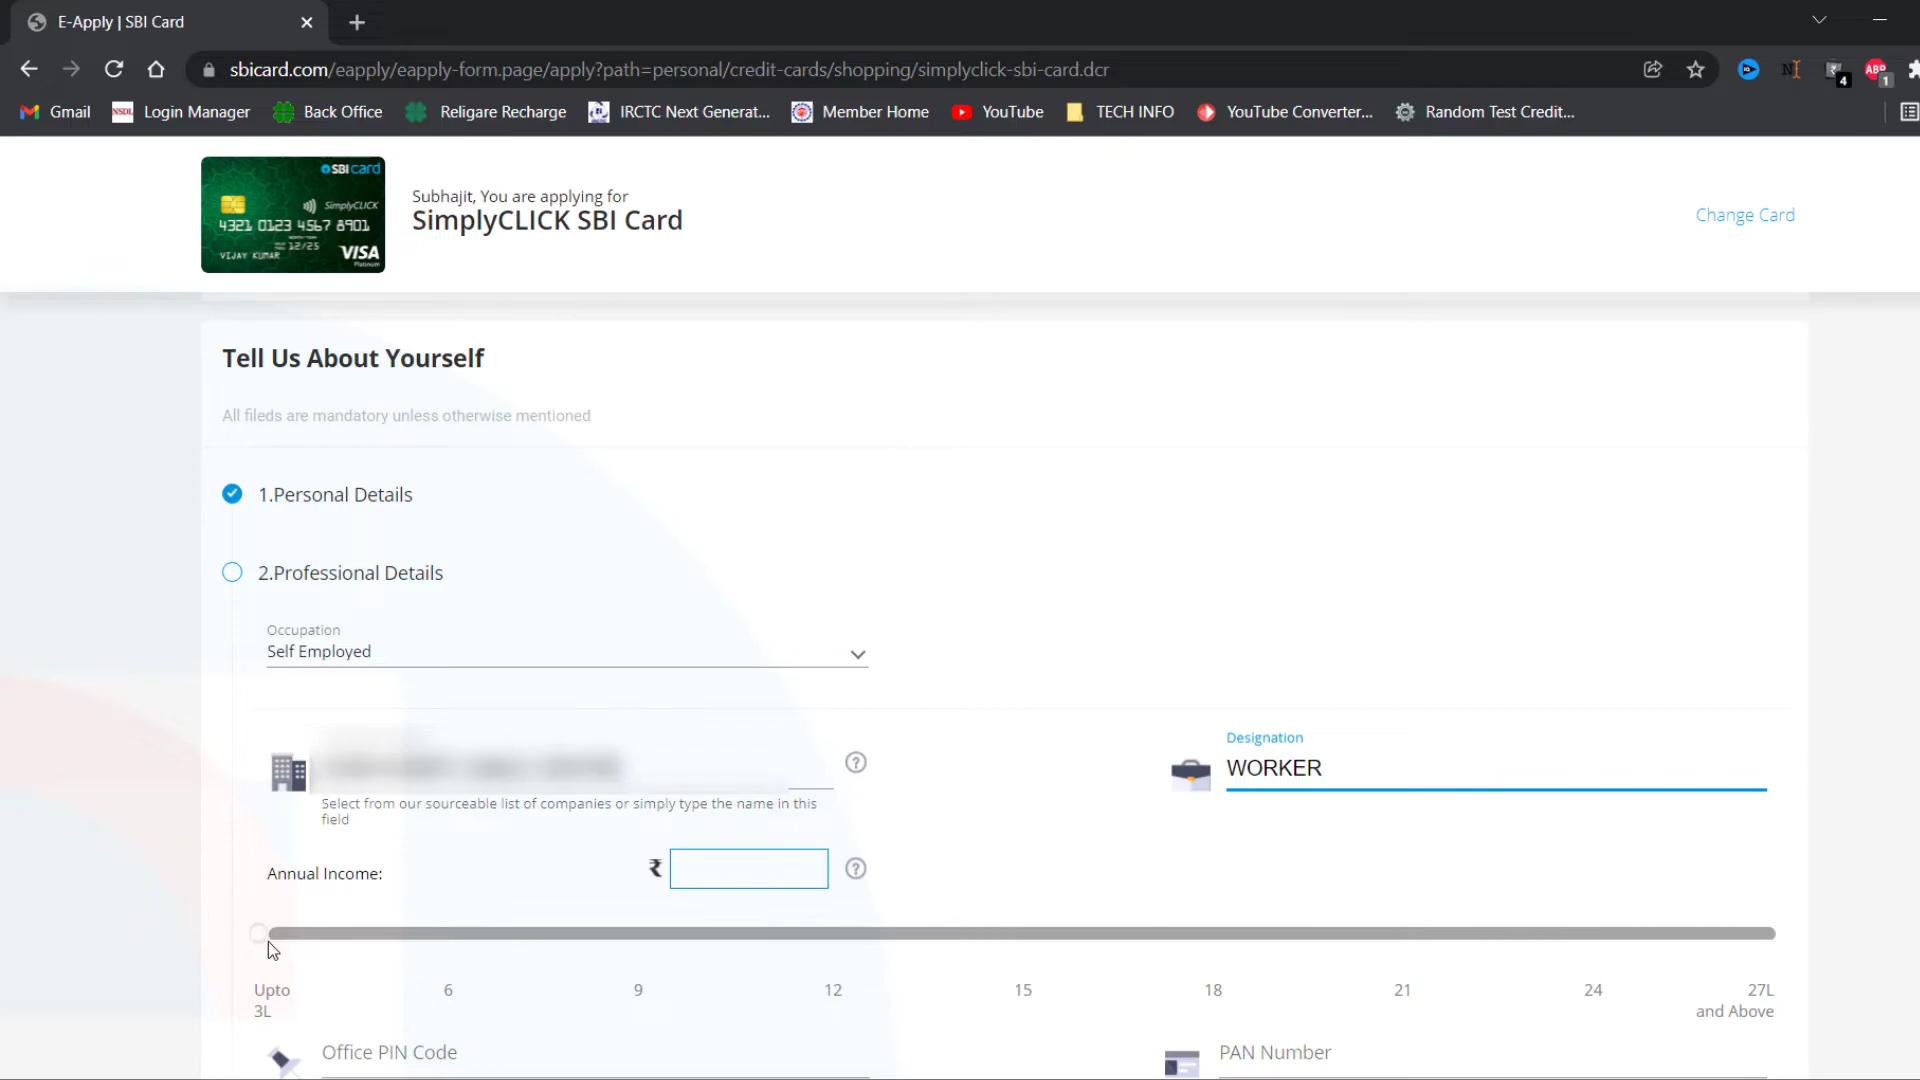 E-Apply | SBI Card
sbicard.com/eapply/eapply-form.page/apply?path=personal/credit-cards/shopping/simplyclick-sbi-card.dcr
4
ABP
1
Gmail
NSDL Login Manager
Back Office
Religare Recharge
IRCTC Next Generat...
Member Home
YouTube
TECH INFO
YouTube Converter...
Random Test Credit...
SBI card
SimplyCLICK
4321 0123 4567 8901
12/25
VIJAY KUMAR
VISA
Platinum
Subhajit, You are applying for
SimplyCLICK SBI Card
Change Card
Tell Us About Yourself
All fileds are mandatory unless otherwise mentioned
1.Personal Details
2.Professional Details
Occupation
Self Employed
Designation
WORKER
Select from our sourceable list of companies or simply type the name in this
field
Annual Income:
₹
Upto
3L
6
9
12
15
18
21
24
27L
and Above
Office PIN Code
PAN Number